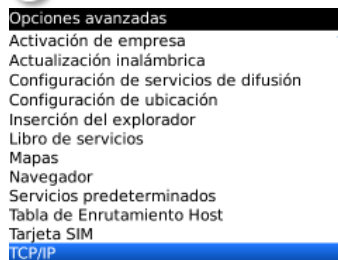 Opciones avanzadas
Activación de empresa
Actualización inalámbrica
Configuración de servicios de difusión
Configuración de ubicación
Inserción del explorador
Libro de servicios
Mapas
Navegador
Servicios predeterminados
Tabla de Enrutamiento Host
Tarjeta SIM
TCP/IP